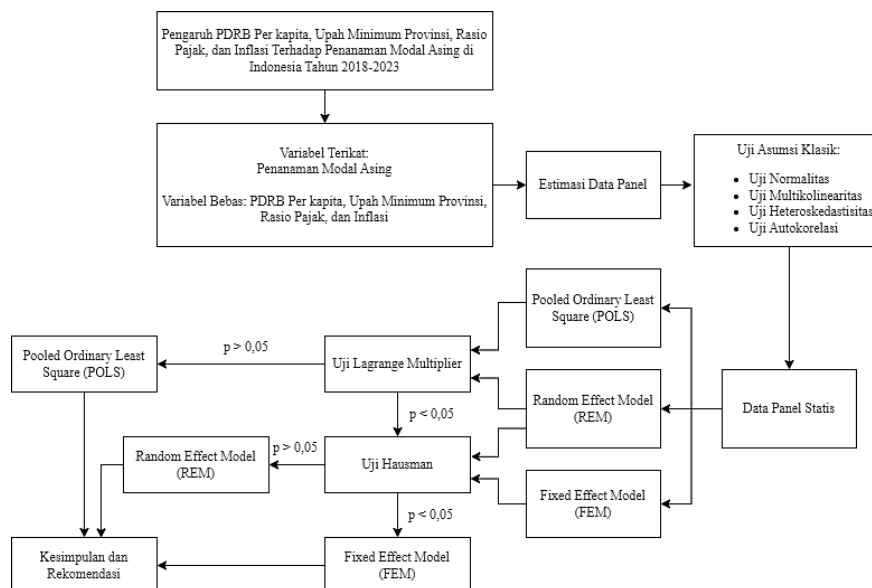 Pengaruh PDRB Per kapita, Upah Minimum Provinsi, Rasio
Pajak, dan Inflasi Terhadap Penanaman Modal Asing di
Indonesia Tahun 2018-2023
Variabel Terikat:
Penanaman Modal Asing
Variabel Bebas: PDRB Per kapita, Upah Minimum Provinsi,
Rasio Pajak, dan Inflasi
Estimasi Data Panel
Uji Asumsi Klasik:
• Uji Normalitas
• Uji Multikolinearitas
• Uji Heteroskedastisitas
• Uji Autokorelasi
Pooled Ordinary Least
Square (POLS)
p > 0,05
Uji Lagrange Multiplier
Pooled Ordinary Least
Square (POLS)
Random Effect Model
(REM)
Data Panel Statis
p < 0,05
Random Effect Model
(REM)
p > 0,05
Uji Hausman
Fixed Effect Model
(FEM)
p < 0,05
Kesimpulan dan
Rekomendasi
Fixed Effect Model
(FEM)